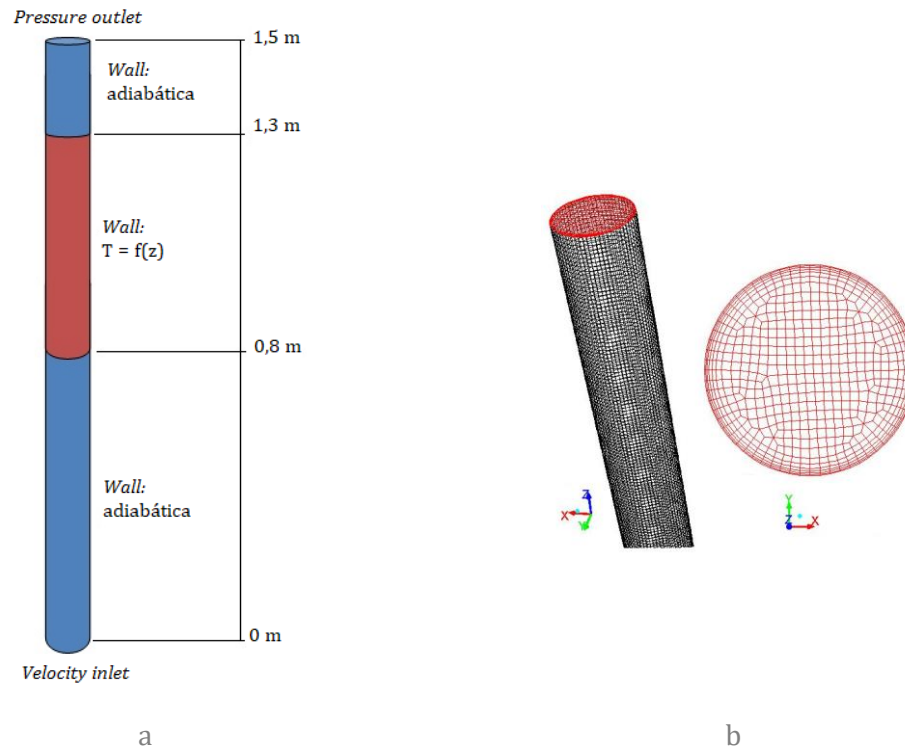 Pressure outlet
1,5 m
Wall:
adiabática
1,3 m
Wall:
T = f(z)
0,8 m
Wall:
adiabática
0 m
Velocity inlet
Z
X
Y
Y
Z
X
a
b